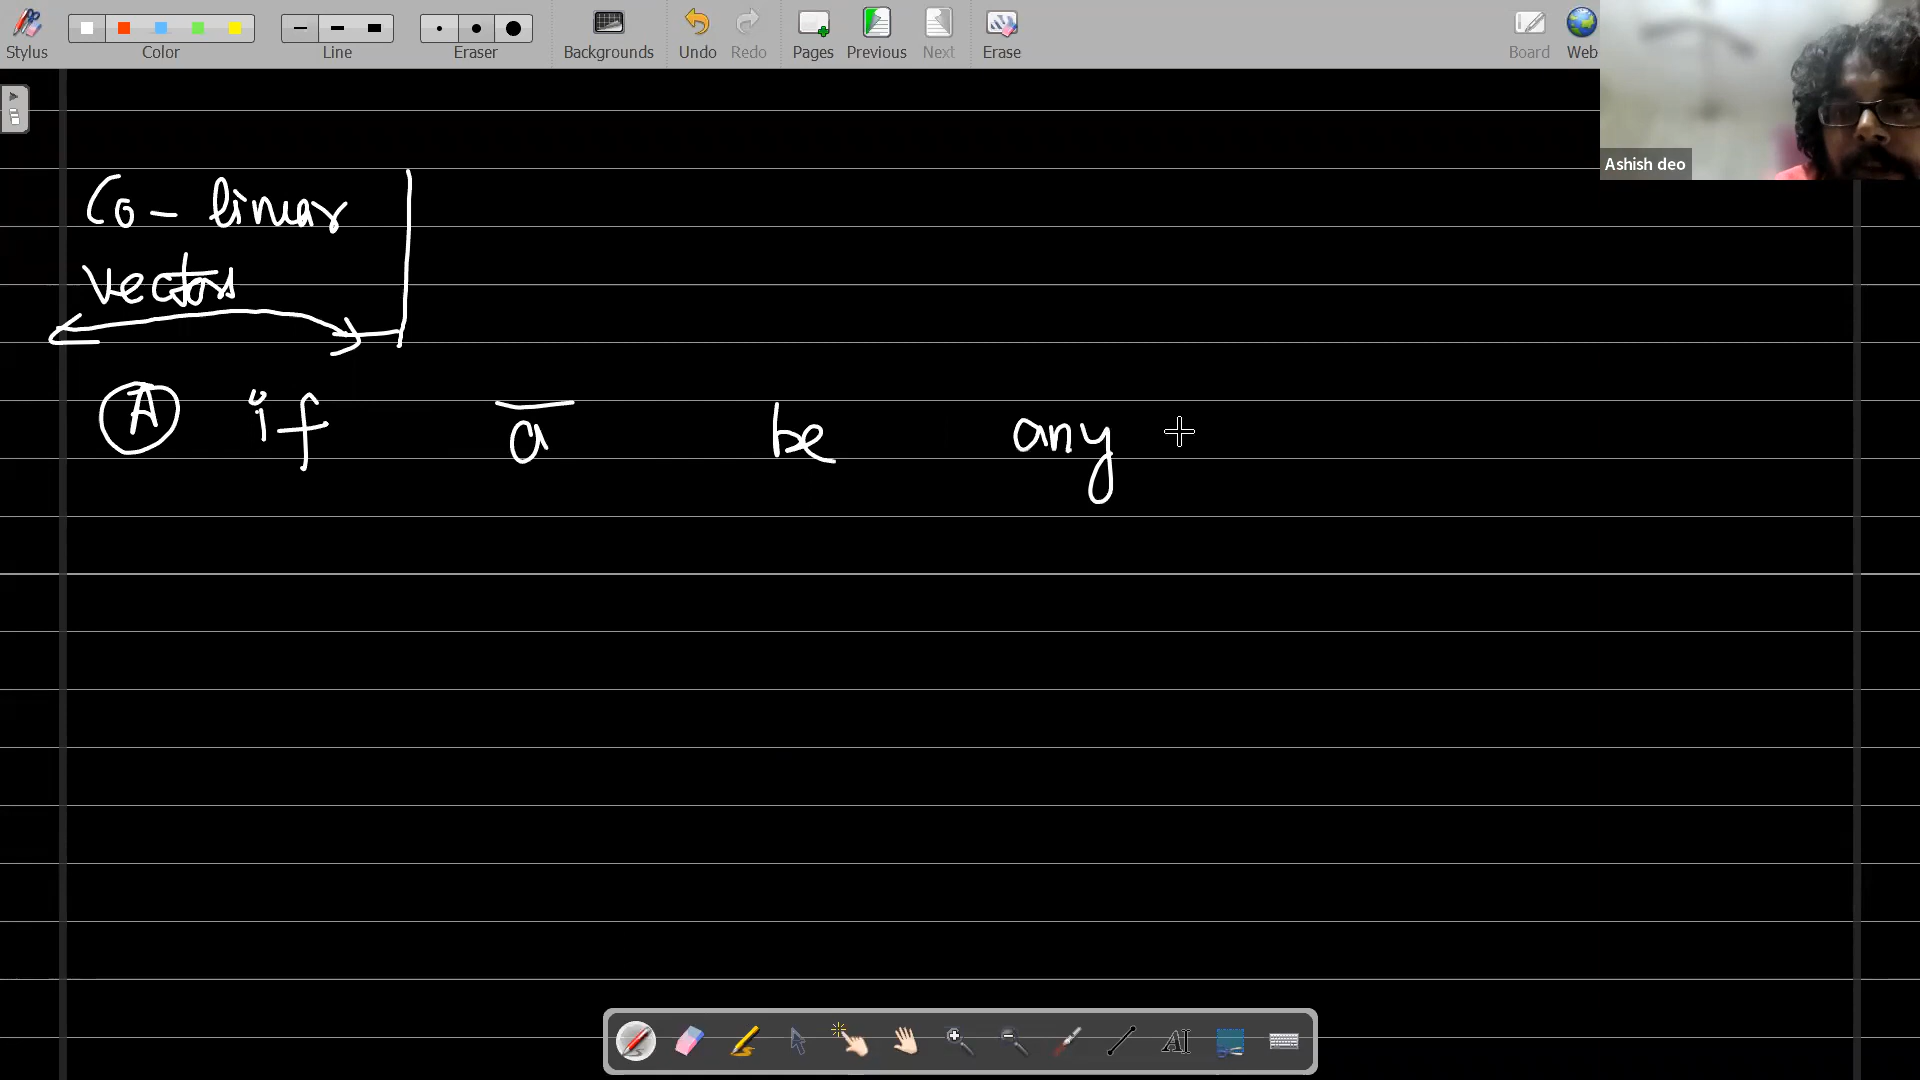 Stylus Color Line Eraser Backgrounds Undo Redo Pages Previous Next Erase Board Web
Ashish deo
Co - linear
vectors
A if a be any